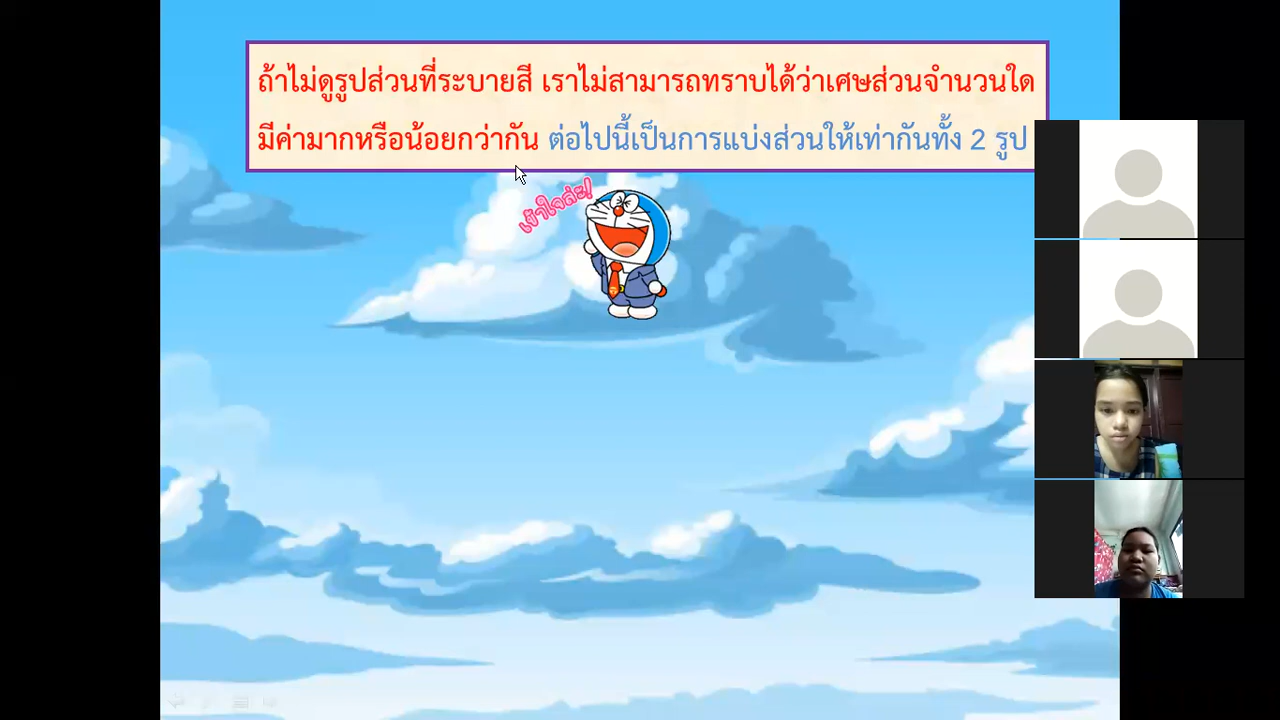 ถ้าไม่ดูรูปส่วนที่ระบายสี เราไม่สามารถทราบได้ว่าเศษส่วนจำนวนใด
มีค่ามากหรือน้อยกว่ากัน ต่อไปนี้เป็นการแบ่งส่วนให้เท่ากันทั้ง 2 รูป
เข้าใจล่ะ!